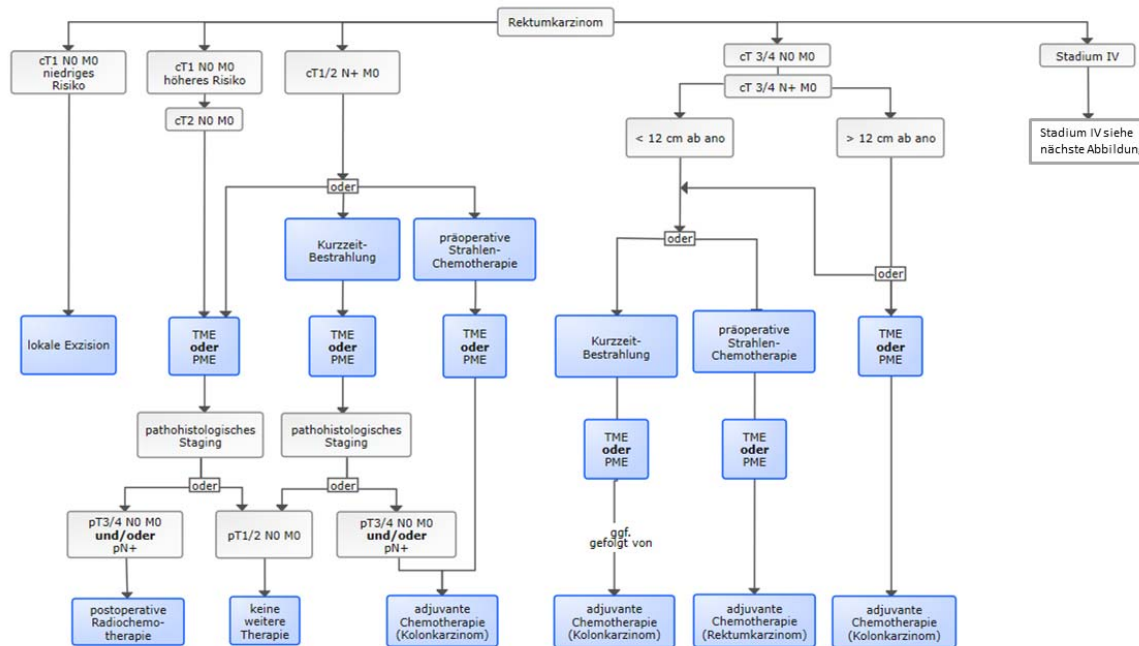 Rektumkarzinom
cT1 N0 M0
niedriges
Risiko
cT1 N0 M0
höheres Risiko
cT2 N0 M0
cT1/2 N+ M0
cT 3/4 N0 M0
cT 3/4 N+ M0
Stadium IV
< 12 cm ab ano
> 12 cm ab ano
Stadium IV siehe
nächste Abbildung
oder
Kurzzeit-
Bestrahlung
präoperative
Strahlen-
Chemotherapie
oder
oder
lokale Exzision
TME
oder
PME
TME
oder
PME
TME
oder
PME
Kurzzeit-
Bestrahlung
präoperative
Strahlen-
Chemotherapie
TME
oder
PME
pathohistologisches
Staging
pathohistologisches
Staging
TME
oder
PME
TME
oder
PME
oder
oder
pT3/4 N0 M0
und/oder
pN+
pT1/2 N0 M0
pT3/4 N0 M0
und/oder
pN+
ggf.
gefolgt von
postoperative
Radiochemo-
therapie
keine
weitere
Therapie
adjuvante
Chemotherapie
(Kolonkarzinom)
adjuvante
Chemotherapie
(Kolonkarzinom)
adjuvante
Chemotherapie
(Rektumkarzinom)
adjuvante
Chemotherapie
(Kolonkarzinom)